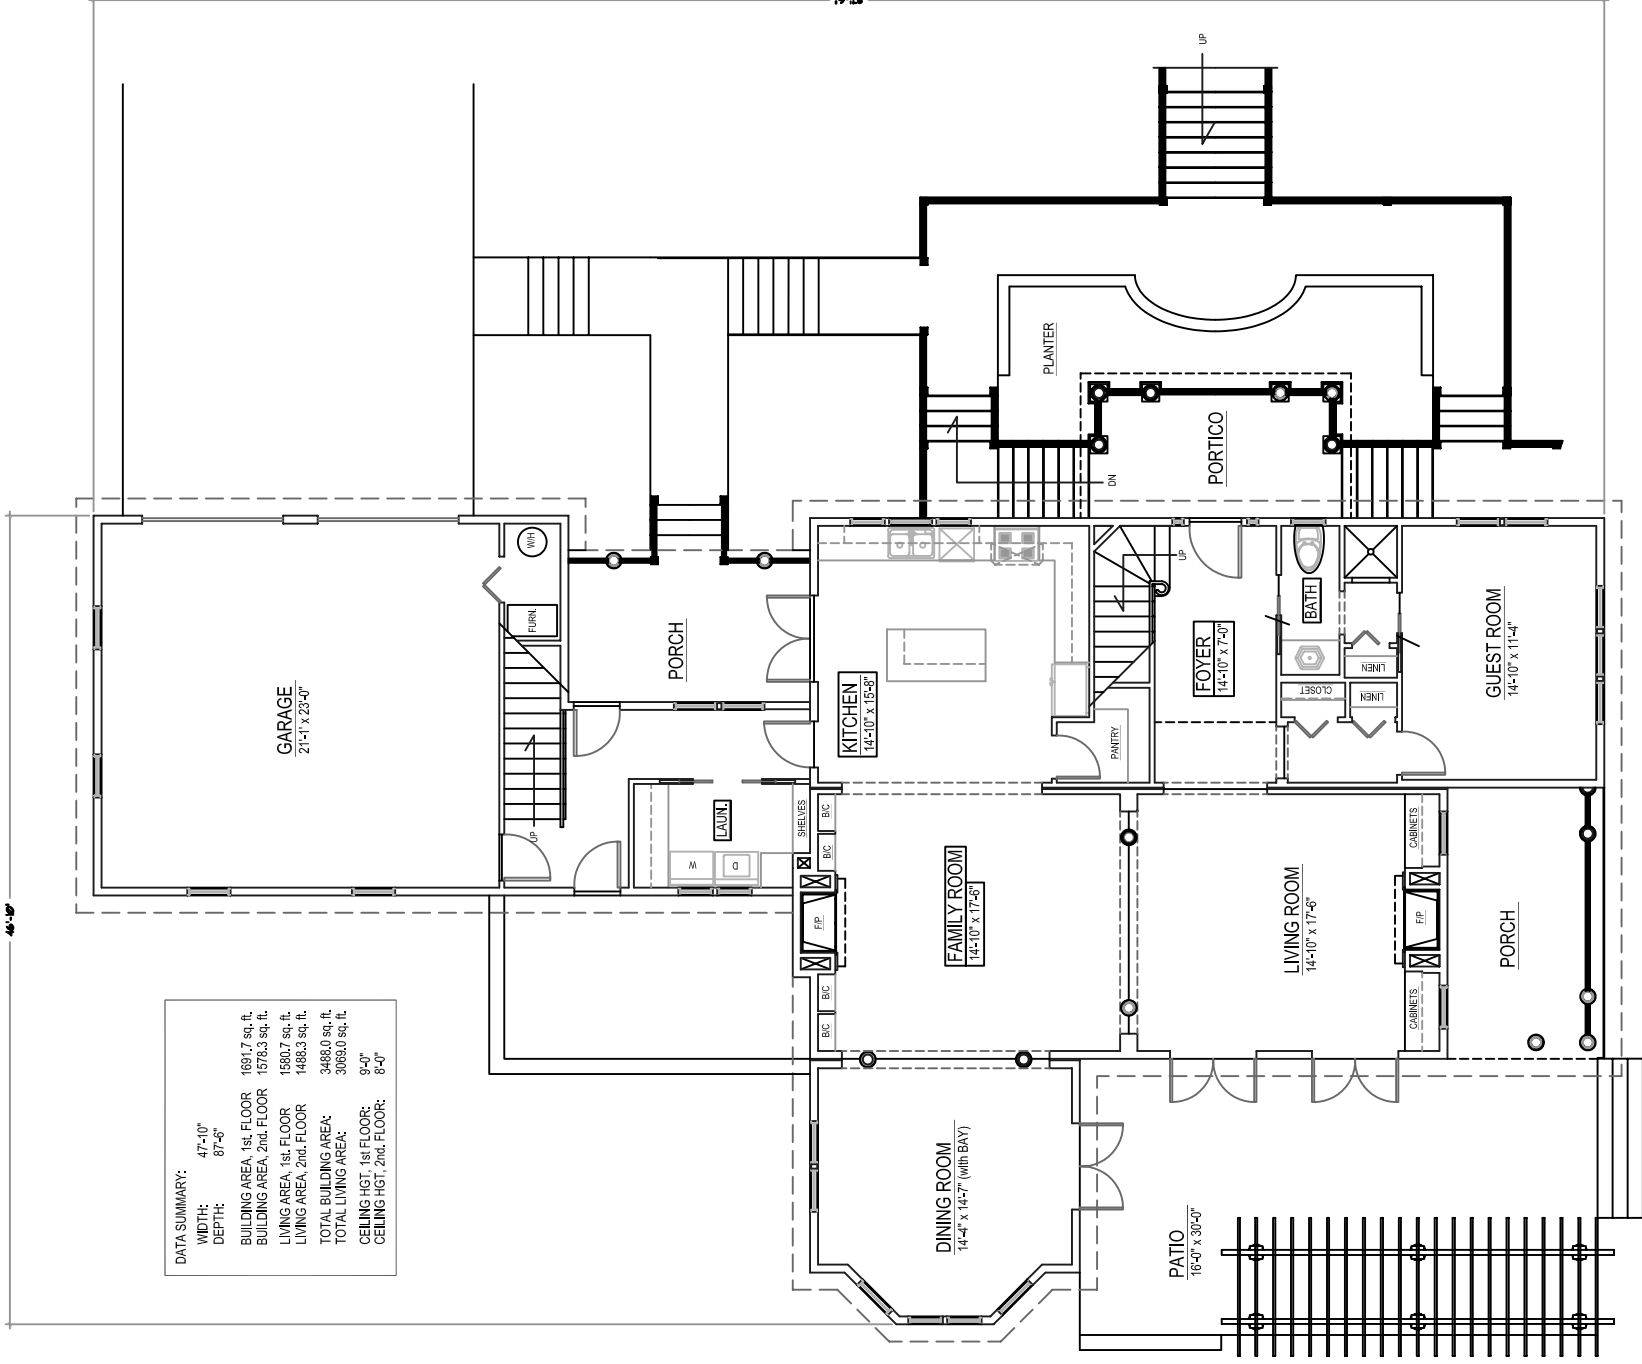 UP
PLANTER
PORTICO
DN
W/H
FURN.
UP
PORCH
BATH
GARAGE
21'-1' x 23'-0"
KITCHEN
14'-10" x 15'-8"
FOYER
14'-10" x 7'-0"
LINEN
LINEN
CLOSET
GUEST ROOM
14'-10" x 11'-4"
PANTRY
UP
LAUN.
SHELVES
B/C
B/C
W
D
F/P
B/C
B/C
FAMILY ROOM
14'-10" x 17'-6"
LIVING ROOM
14'-10" x 17'-6"
CABINETS
F/P
CABINETS
PORCH
DATA SUMMARY:
WIDTH: 47'-10"
DEPTH: 87'-6"
BUILDING AREA, 1st. FLOOR 1691.7 sq. ft.
BUILDING AREA, 2nd. FLOOR 1578.3 sq. ft.
LIVING AREA, 1st. FLOOR 1580.7 sq. ft.
LIVING AREA, 2nd. FLOOR 1488.3 sq. ft.
TOTAL BUILDING AREA: 3488.0 sq. ft.
TOTAL LIVING AREA: 3069.0 sq. ft.
CEILING HGT, 1st FLOOR: 9'-0"
CEILING HGT, 2nd. FLOOR: 8'-0"
DINING ROOM
14'-4" x 14'-7" (with BAY)
PATIO
16'-0" x 30'-0"